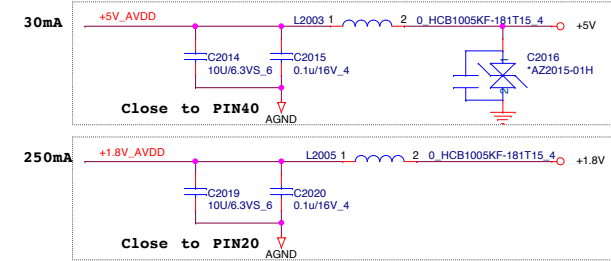 30mA
+5V_AVDD
L2003 1 2 0_HCB1005KF-181T15_4
+5V
C2014
10U/6.3VS_6
C2015
0.1u/16V_4
1
2
C2016
*AZ2015-01H
Close to PIN40
AGND
250mA
+1.8V_AVDD
L2005 1 2 0_HCB1005KF-181T15_4
+1.8V
C2019
10U/6.3VS_6
C2020
0.1u/16V_4
Close to PIN20
AGND